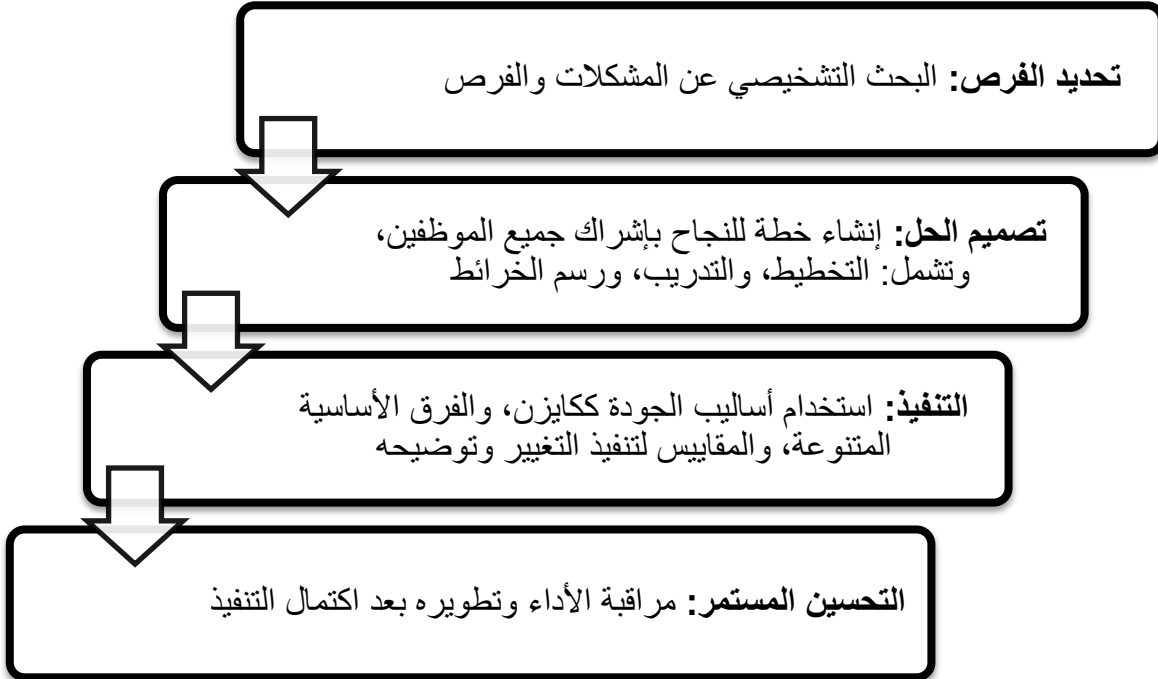 تحديد الفرص: البحث التشخيصي عن المشكلات والفرص
تصميم الحل: إنشاء خطة للنجاح بإشراك جميع الموظفين،
وتشمل: التخطيط، والتدريب، ورسم الخرائط
التنفيذ: استخدام أساليب الجودة ككايزن، والفرق الأساسية
المتنوعة، والمقاييس لتنفيذ التغيير وتوضيحه
التحسين المستمر: مراقبة الأداء وتطويره بعد اكتمال التنفيذ